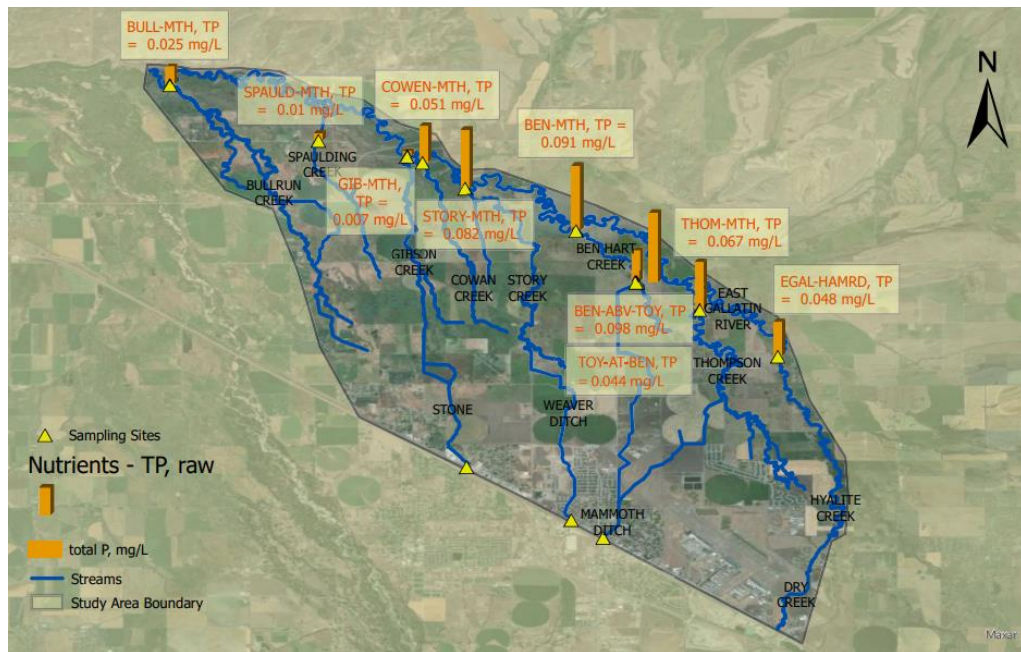 BULL-MTH, TP
= 0.025 mg/L
SPAULD-MTH, TP
= 0.01 mg/L
COWEN-MTH, TP
= 0.051 mg/L
BEN-MTH, TP =
0.091 mg/L
N
SPAULDING
CREEK
BULLRUN
CREEK
GIB-MTH,
TP =
0.007 mg/L
STORY-MTH, TP
= 0.082 mg/L
THOM-MTH, TP
= 0.067 mg/L
BEN HART
CREEK
GIBSON
CREEK
COWAN
CREEK
STORY
CREEK
EGAL-HAMRD, TP
= 0.048 mg/L
EAST
GALLATIN
RIVER
BEN-ABV-TOY, TP
= 0.098 mg/L
TOY-AT-BEN, TP
= 0.044 mg/L
THOMPSON
CREEK
STONE
WEAVER
DITCH
MAMMOTH
DITCH
HYALITE
CREEK
DRY
CREEK
Sampling Sites
Nutrients - TP, raw
total P, mg/L
Streams
Study Area Boundary
Maxar